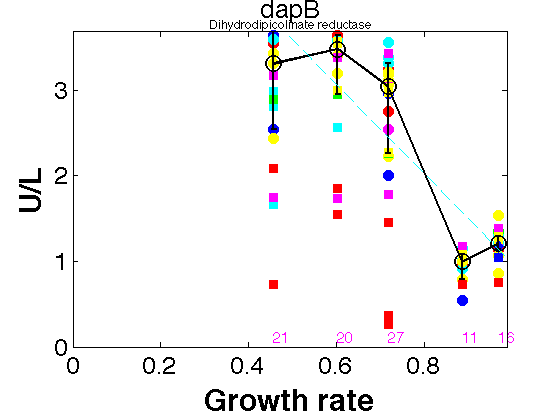 dapB
Dihydrodipicolinate reductase
U/L
3
2
1
0
21 20 27 11 16
0 0.2 0.4 0.6 0.8
Growth rate